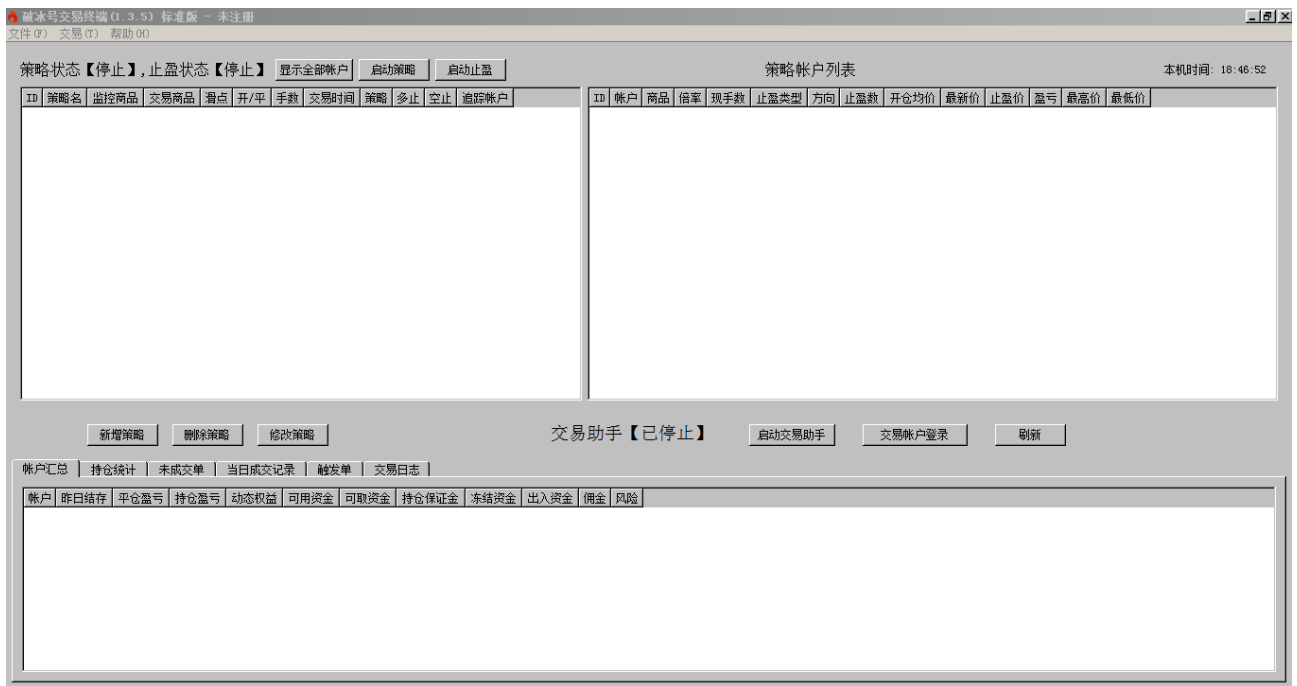 破冰号交易终端(1.3.5) 标准版 - 未注册
文件(F) 交易(T) 帮助(H)
策略状态【停止】,止盈状态【停止】 显示全部帐户 启动策略 启动止盈 策略帐户列表 本机时间: 18:46:52
ID 策略名 监控商品 交易商品 滑点 开/平 手数 交易时间 策略 多止 空止 追踪帐户 ID 帐户 商品 倍率 现手数 止盈类型 方向 止盈数 开仓均价 最新价 止盈价 盈亏 最高价 最低价
新增策略 删除策略 修改策略 交易助手【已停止】 启动交易助手 交易帐户登录 刷新
帐户汇总 持仓统计 未成交单 当日成交记录 触发单 交易日志
帐户 昨日结存 平仓盈亏 持仓盈亏 动态权益 可用资金 可取资金 持仓保证金 冻结资金 出入资金 佣金 风险